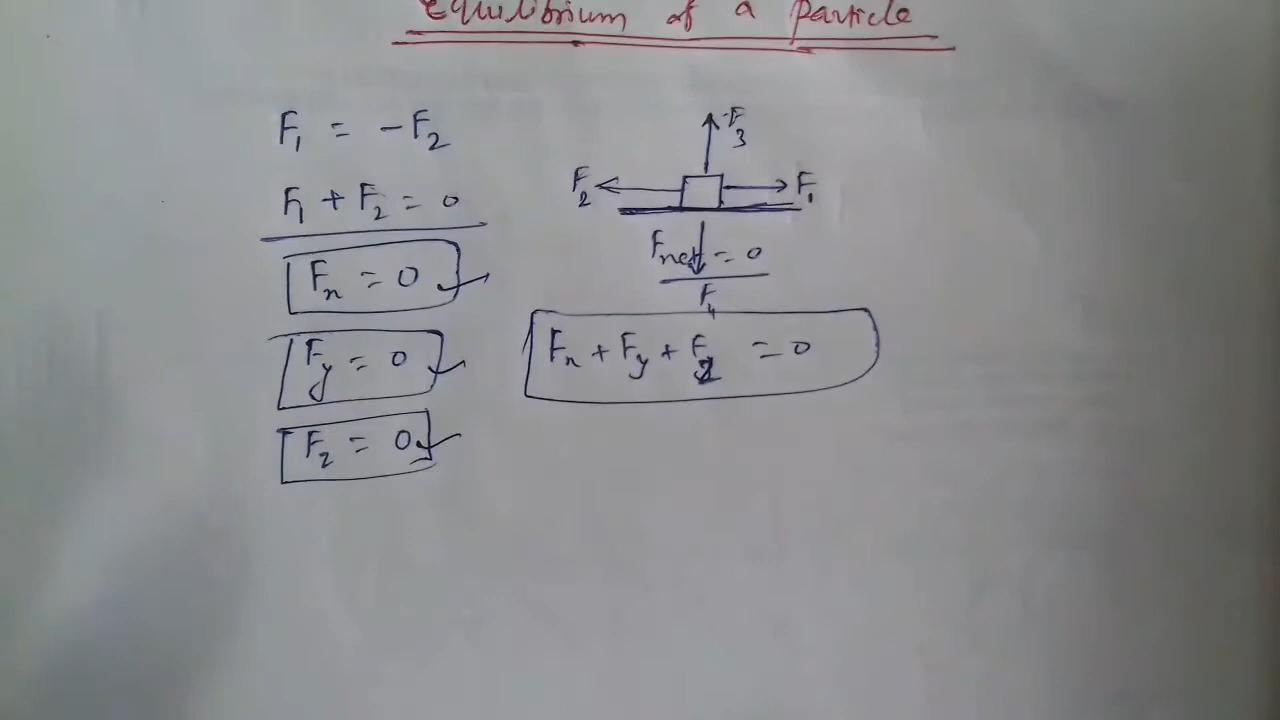 Equilibrium of a Particle
F1 = -F2
F1 + F2 = 0
Fx = 0
Fy = 0
Fz = 0
F3
F2
F1
Fnet = 0
F4
Fx + Fy + Fz = 0